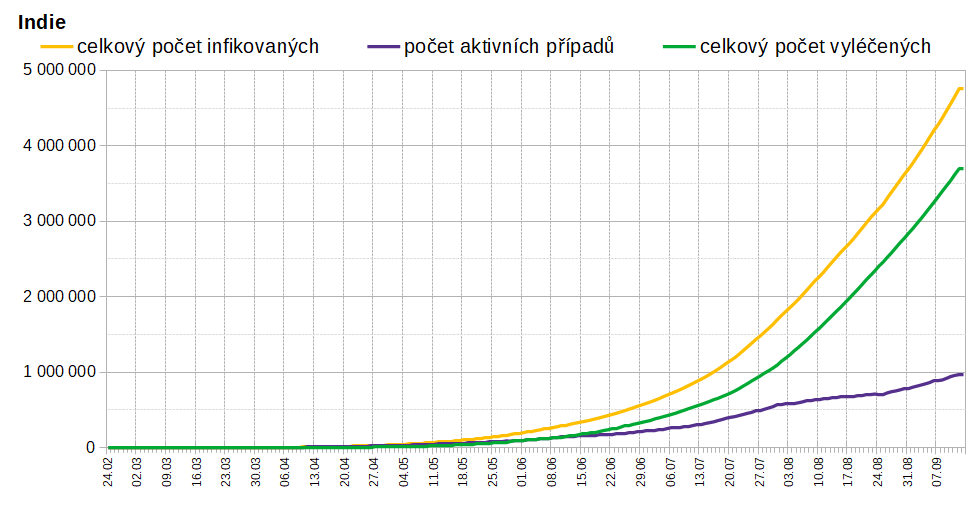 Indie
celkový počet infikovaných počet aktivních případů celkový počet vyléčených
5 000 000
4 000 000
3 000 000
2 000 000
1 000 000
0
24.02 02.03 09.03 16.03 23.03 30.03 06.04 13.04 20.04 27.04 04.05 11.05 18.05 25.05 01.06 08.06 15.06 22.06 29.06 06.07 13.07 20.07 27.07 03.08 10.08 17.08 24.08 31.08 07.09